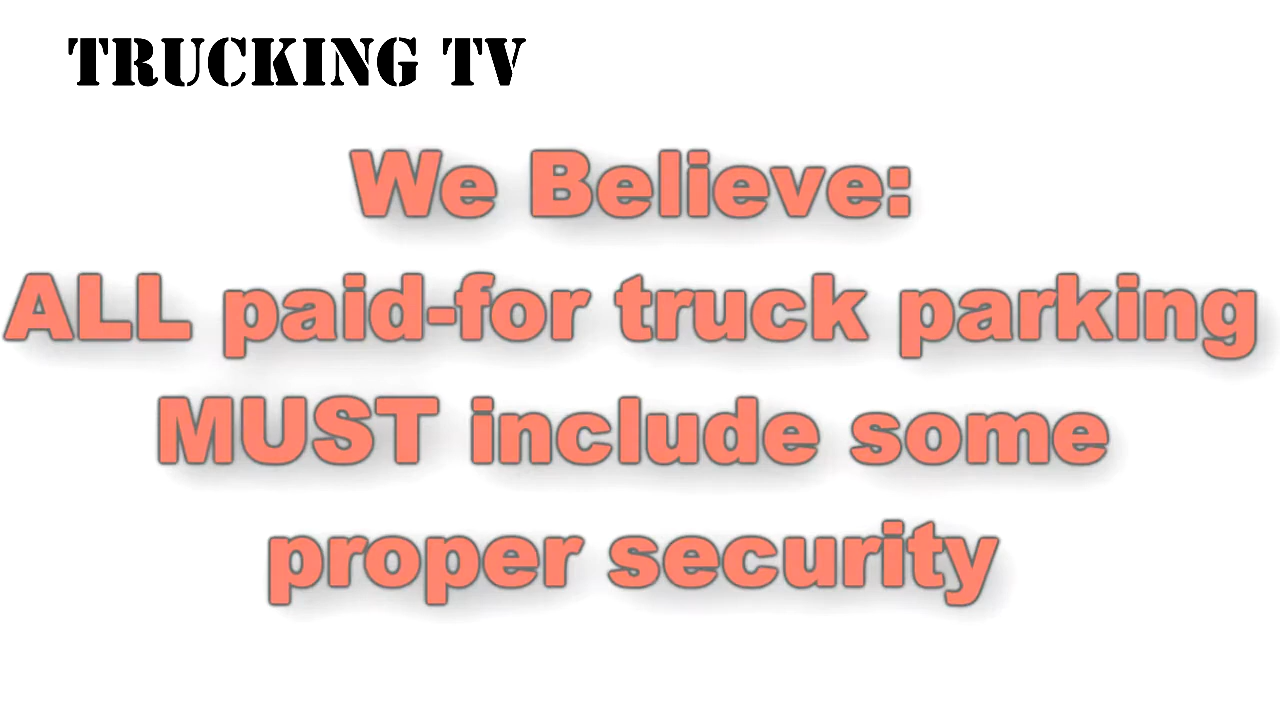 TRUCKING TV
We Believe:
ALL paid-for truck parking
MUST include some
proper security